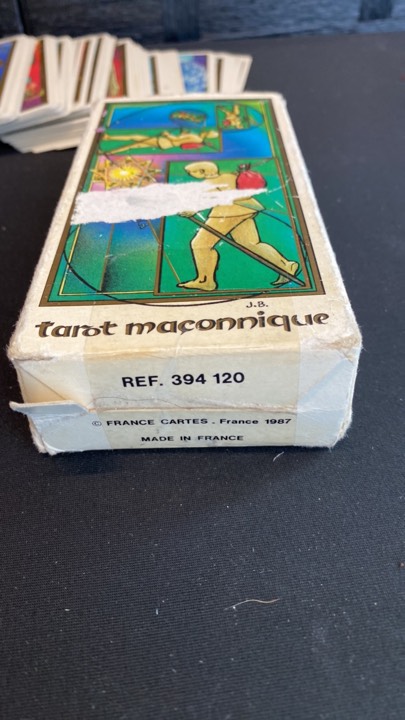 J.B.
tarot maçonnique
REF. 394 120
© FRANCE CARTES . France 1987
MADE IN FRANCE